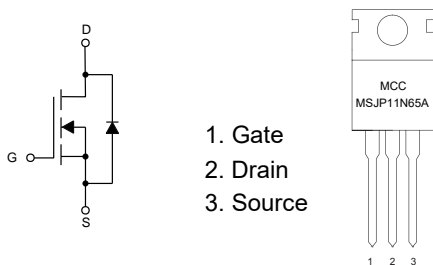 D
G
S
1. Gate
2. Drain
3. Source
MCC
MSJP11N65A
1 2 3